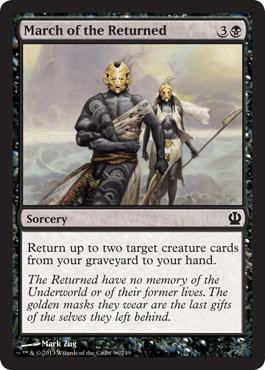 March of the Returned 3
Sorcery
Return up to two target creature cards
from your graveyard to your hand.
The Returned have no memory of the
Underworld or of their former lives. The
golden masks they wear are the last gifts
of the selves they left behind.
Mark Zug
™ & © 2013 Wizards of the Coast 96/249